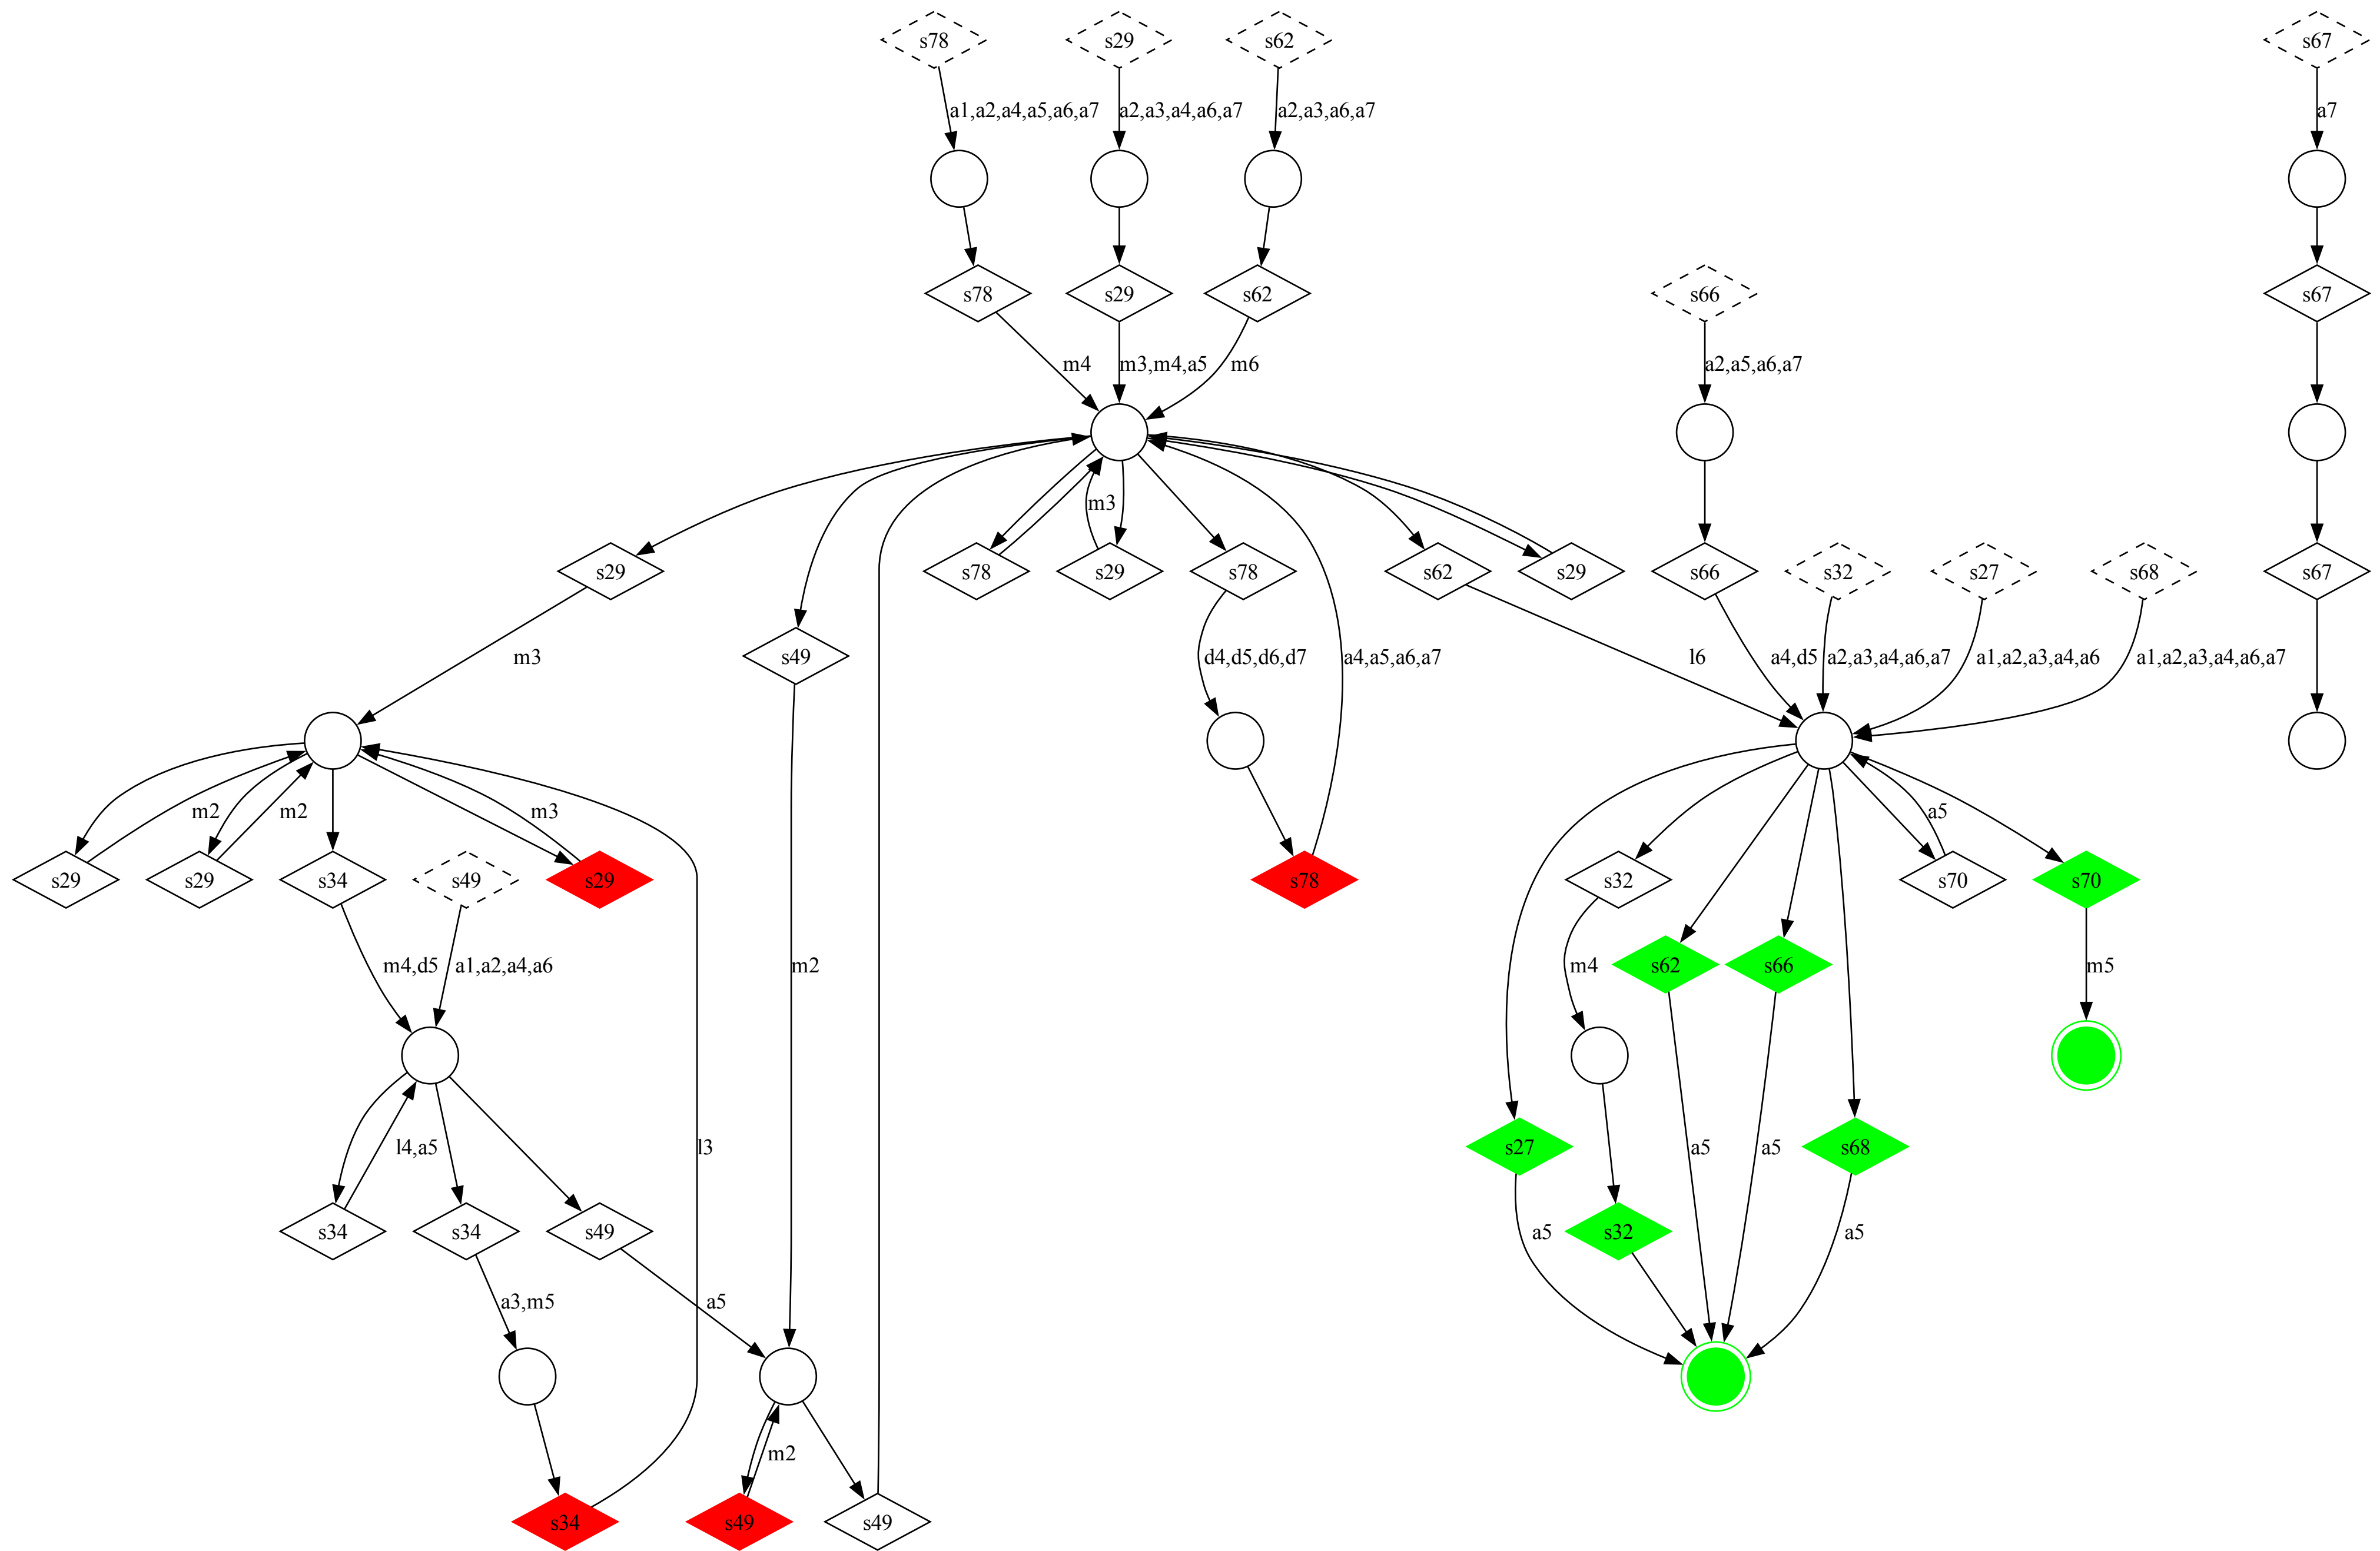 s78 s29 s62 s67
a1,a2,a4,a5,a6,a7 a2,a3,a4,a6,a7 a2,a3,a6,a7 a7
s78 s29 s62 s66 s67
m4 m3,m4,a5 m6 a2,a5,a6,a7
m3
s29 s78 s29 s78 s62 s29 s66 s32 s27 s68 s67
m3 s49 d4,d5,d6,d7 a4,a5,a6,a7 l6 a4,d5 a2,a3,a4,a6,a7 a1,a2,a3,a4,a6 a1,a2,a3,a4,a6,a7
m2 m2 m3 a5
s29 s29 s34 s49 s29 s78 s32 s70 s70
m4,d5 a1,a2,a4,a6 m2 m4 s62 s66 m5
l4,a5 l3 s27 a5 a5 s68
s34 s34 s49 a5 s32 a5
a3,m5 a5
m2
s34 s49 s49